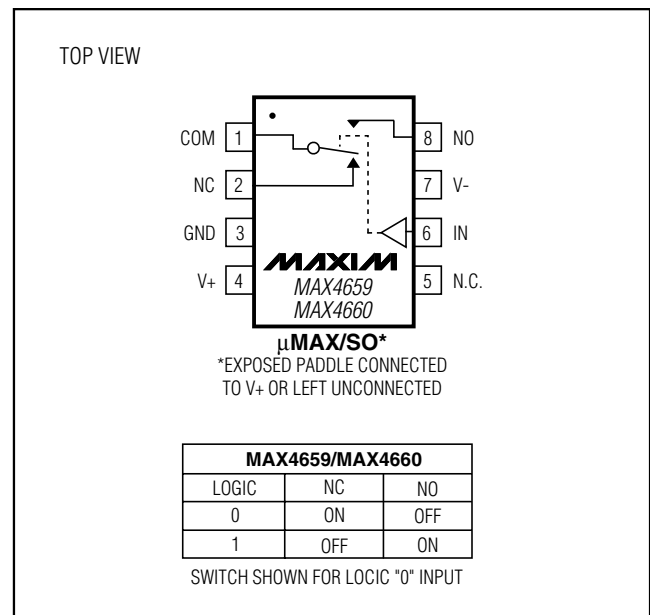 TOP VIEW
COM 1 8 NO
NC 2 7 V-
GND 3 6 IN
V+ 4 5 N.C.
MAXIM
MAX4659
MAX4660
μMAX/SO*
*EXPOSED PADDLE CONNECTED
TO V+ OR LEFT UNCONNECTED
MAX4659/MAX4660
LOGIC NC NO
0 ON OFF
1 OFF ON
SWITCH SHOWN FOR LOCIC "0" INPUT